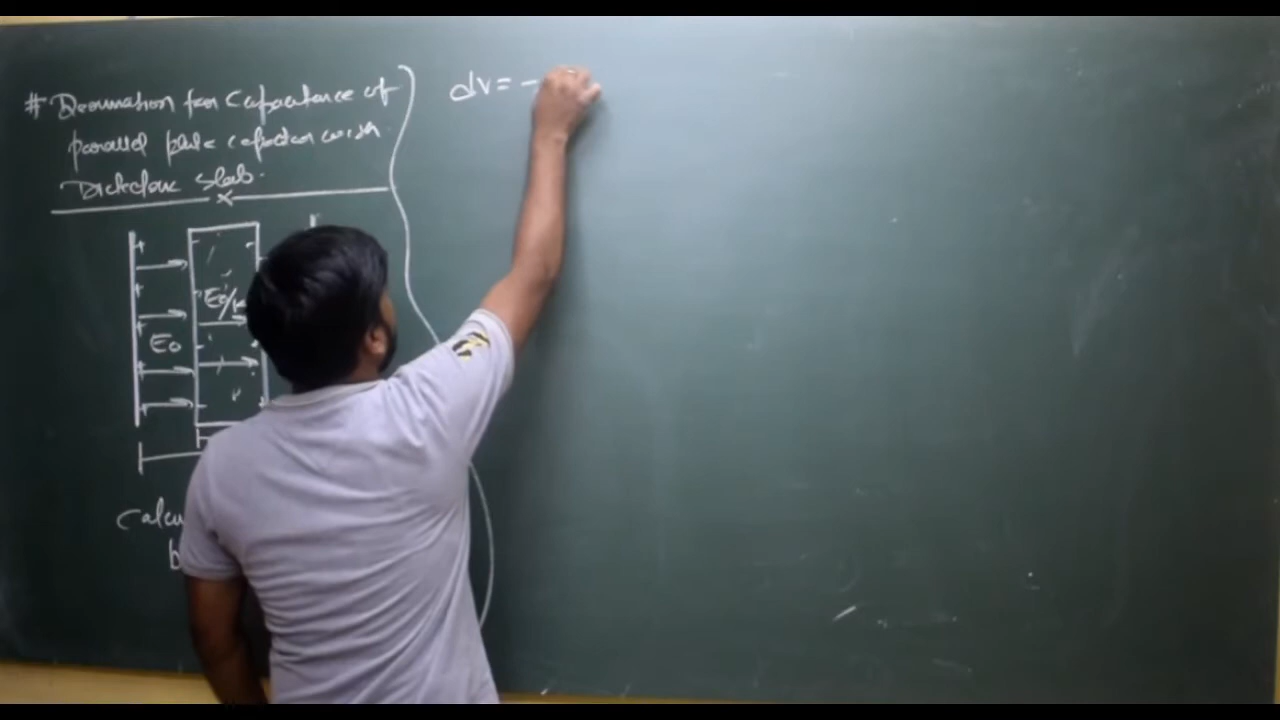 # Derivation for Capacitance of
parallel plate capacitor with
Dielectric slab.
dv = -
+
+
+
+
E₀/K
E₀
calcu
b